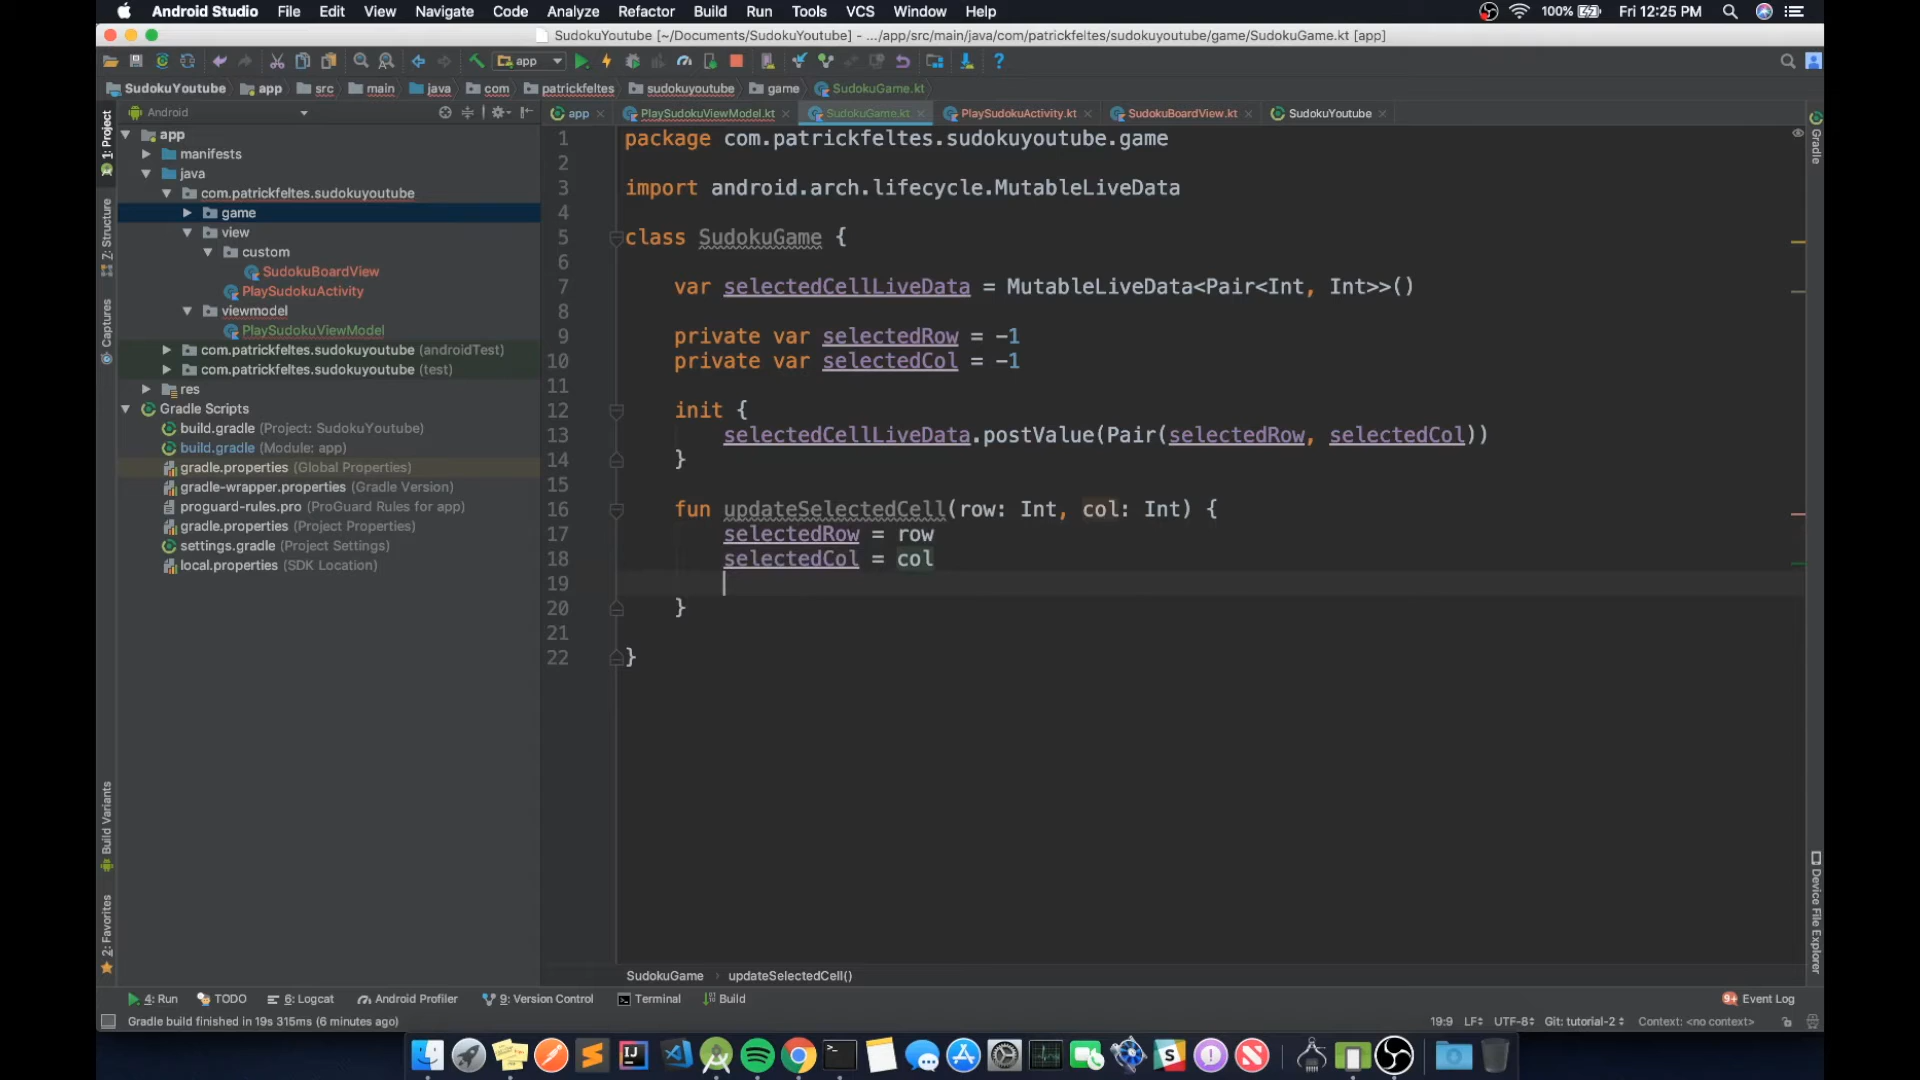 Android Studio File Edit View Navigate Code Analyze Refactor Build Run Tools VCS Window Help 100% Fri 12:25 PM
SudokuYoutube [~/Documents/SudokuYoutube] - .../app/src/main/java/com/patrickfeltes/sudokuyoutube/game/SudokuGame.kt [app]
app
SudokuYoutube app src main java com patrickfeltes sudokuyoutube game SudokuGame.kt
Android
app PlaySudokuViewModel.kt SudokuGame.kt PlaySudokuActivity.kt SudokuBoardView.kt SudokuYoutube
1: Project
Z: Structure
Captures
Build Variants
2: Favorites
app
manifests
java
com.patrickfeltes.sudokuyoutube
game
view
custom
SudokuBoardView
PlaySudokuActivity
viewmodel
PlaySudokuViewModel
com.patrickfeltes.sudokuyoutube (androidTest)
com.patrickfeltes.sudokuyoutube (test)
res
Gradle Scripts
build.gradle (Project: SudokuYoutube)
build.gradle (Module: app)
gradle.properties (Global Properties)
gradle-wrapper.properties (Gradle Version)
proguard-rules.pro (ProGuard Rules for app)
gradle.properties (Project Properties)
settings.gradle (Project Settings)
local.properties (SDK Location)
1 package com.patrickfeltes.sudokuyoutube.game
2
3 import android.arch.lifecycle.MutableLiveData
4
5 class SudokuGame {
6
7 var selectedCellLiveData = MutableLiveData<Pair<Int, Int>>()
8
9 private var selectedRow = -1
10 private var selectedCol = -1
11
12 init {
13 selectedCellLiveData.postValue(Pair(selectedRow, selectedCol))
14 }
15
16 fun updateSelectedCell(row: Int, col: Int) {
17 selectedRow = row
18 selectedCol = col
19
20 }
21
22 }
Gradle
Device File Explorer
SudokuGame › updateSelectedCell()
4: Run TODO 6: Logcat Android Profiler 9: Version Control Terminal Build 9+ Event Log
Gradle build finished in 19s 315ms (6 minutes ago) 19:9 LF÷ UTF-8÷ Git: tutorial-2 ÷ Context: <no context>